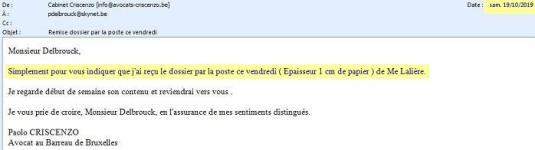 De : Cabinet Criscenzo [info@avocats-criscenzo.be] Date : sam. 19/10/2019
À : pdelbrouck@skynet.be
Cc :
Objet : Remise dossier par la poste ce vendredi
Monsieur Delbrouck,
Simplement pour vous indiquer que j'ai reçu le dossier par la poste ce vendredi ( Epaisseur 1 cm de papier ) de Me Lalière.
Je regarde début de semaine son contenu et reviendrai vers vous .
Je vous prie de croire, Monsieur Delbrouck, en l'assurance de mes sentiments distingués.
Paolo CRISCENZO
Avocat au Barreau de Bruxelles